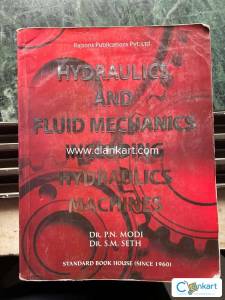 Rajsons Publications Pvt. Ltd.
HYDRAULICS
AND
FLUID MECHANICS
www.clankart.com
HYDRAULICS
MACHINES
DR. P.N. MODI
DR. S.M. SETH
STANDARD BOOK HOUSE (SINCE 1960)
Clankart